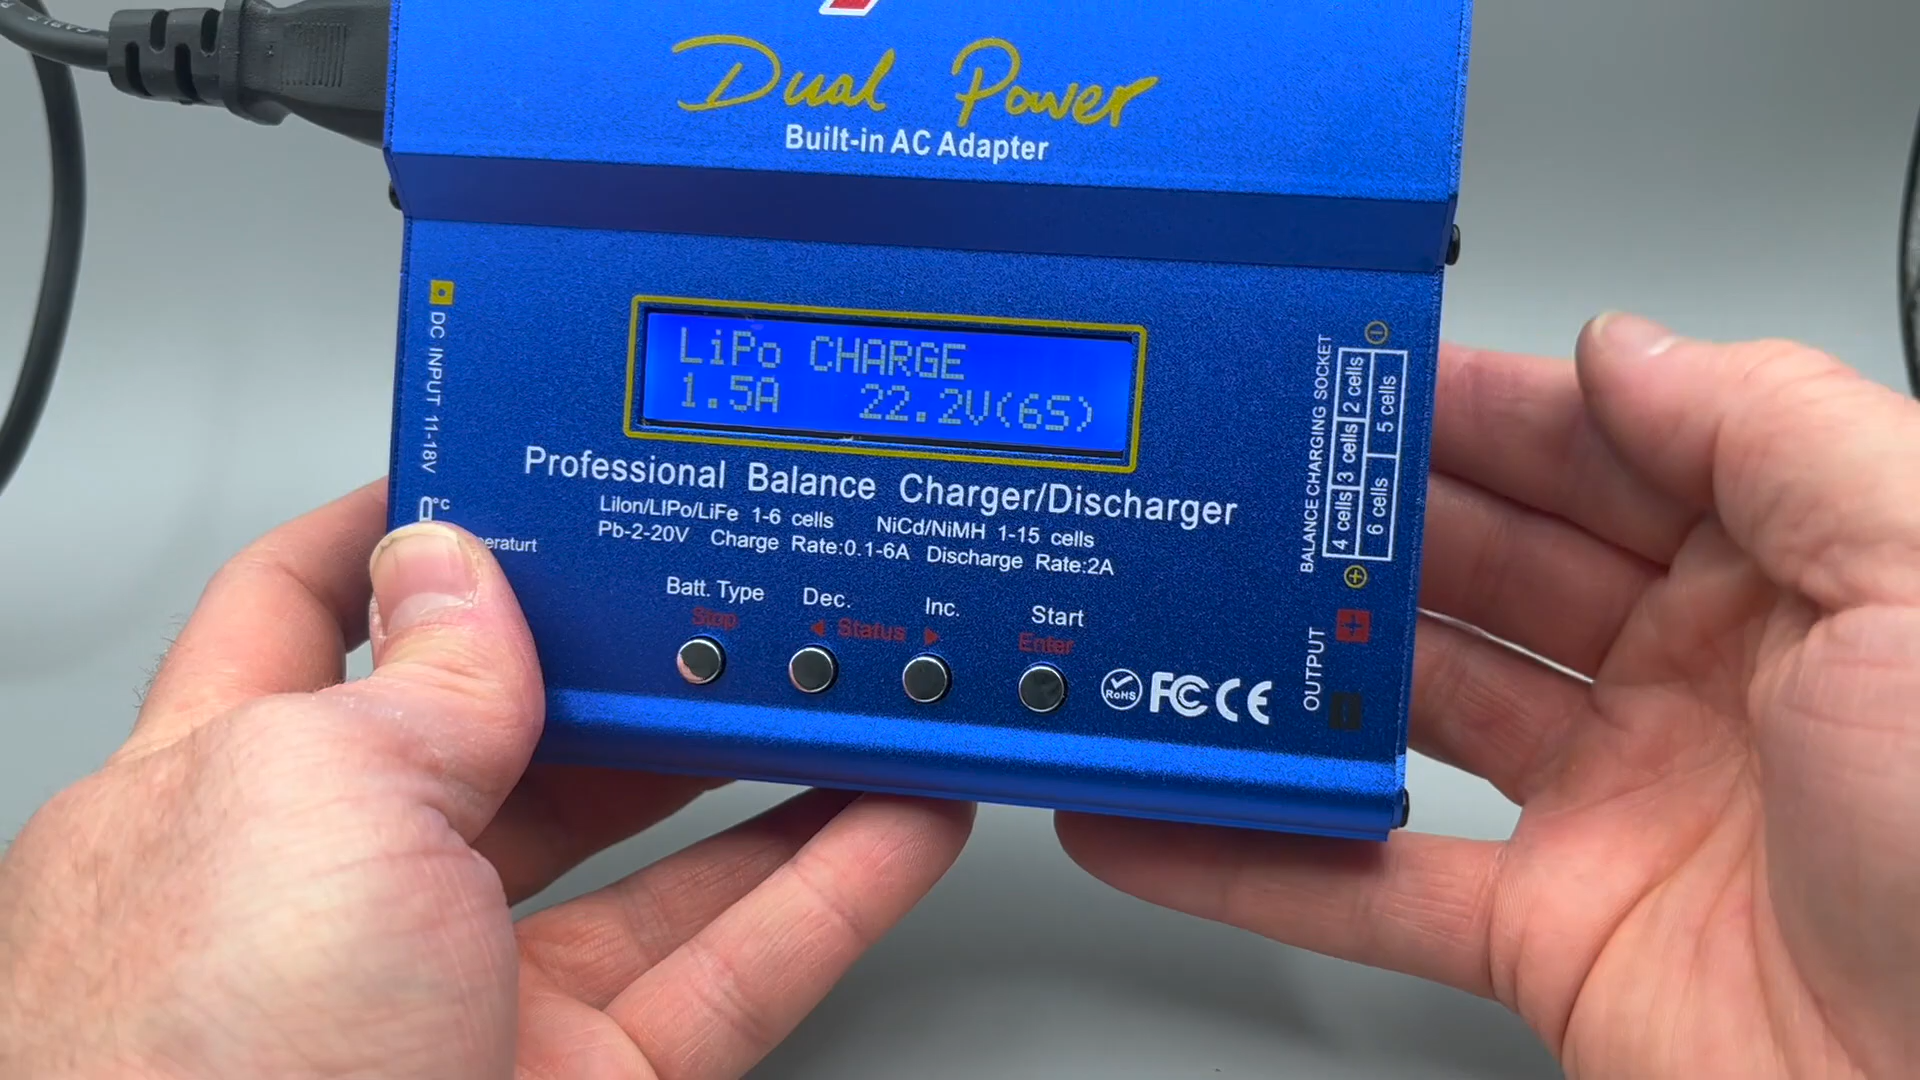 Dual Power
Built-in AC Adapter
DC INPUT 11-18V
°C
eraturt
LiPo CHARGE
1.5A 22.2V(6S)
Professional Balance Charger/Discharger
LiIon/LIPo/LiFe 1-6 cells NiCd/NiMH 1-15 cells
Pb-2-20V Charge Rate:0.1-6A Discharge Rate:2A
Batt. Type Dec. Inc. Start
Stop ◀ Status ▶ Enter
RoHS FC CE
BALANCE CHARGING SOCKET
4 cells 3 cells 2 cells
6 cells 5 cells
OUTPUT